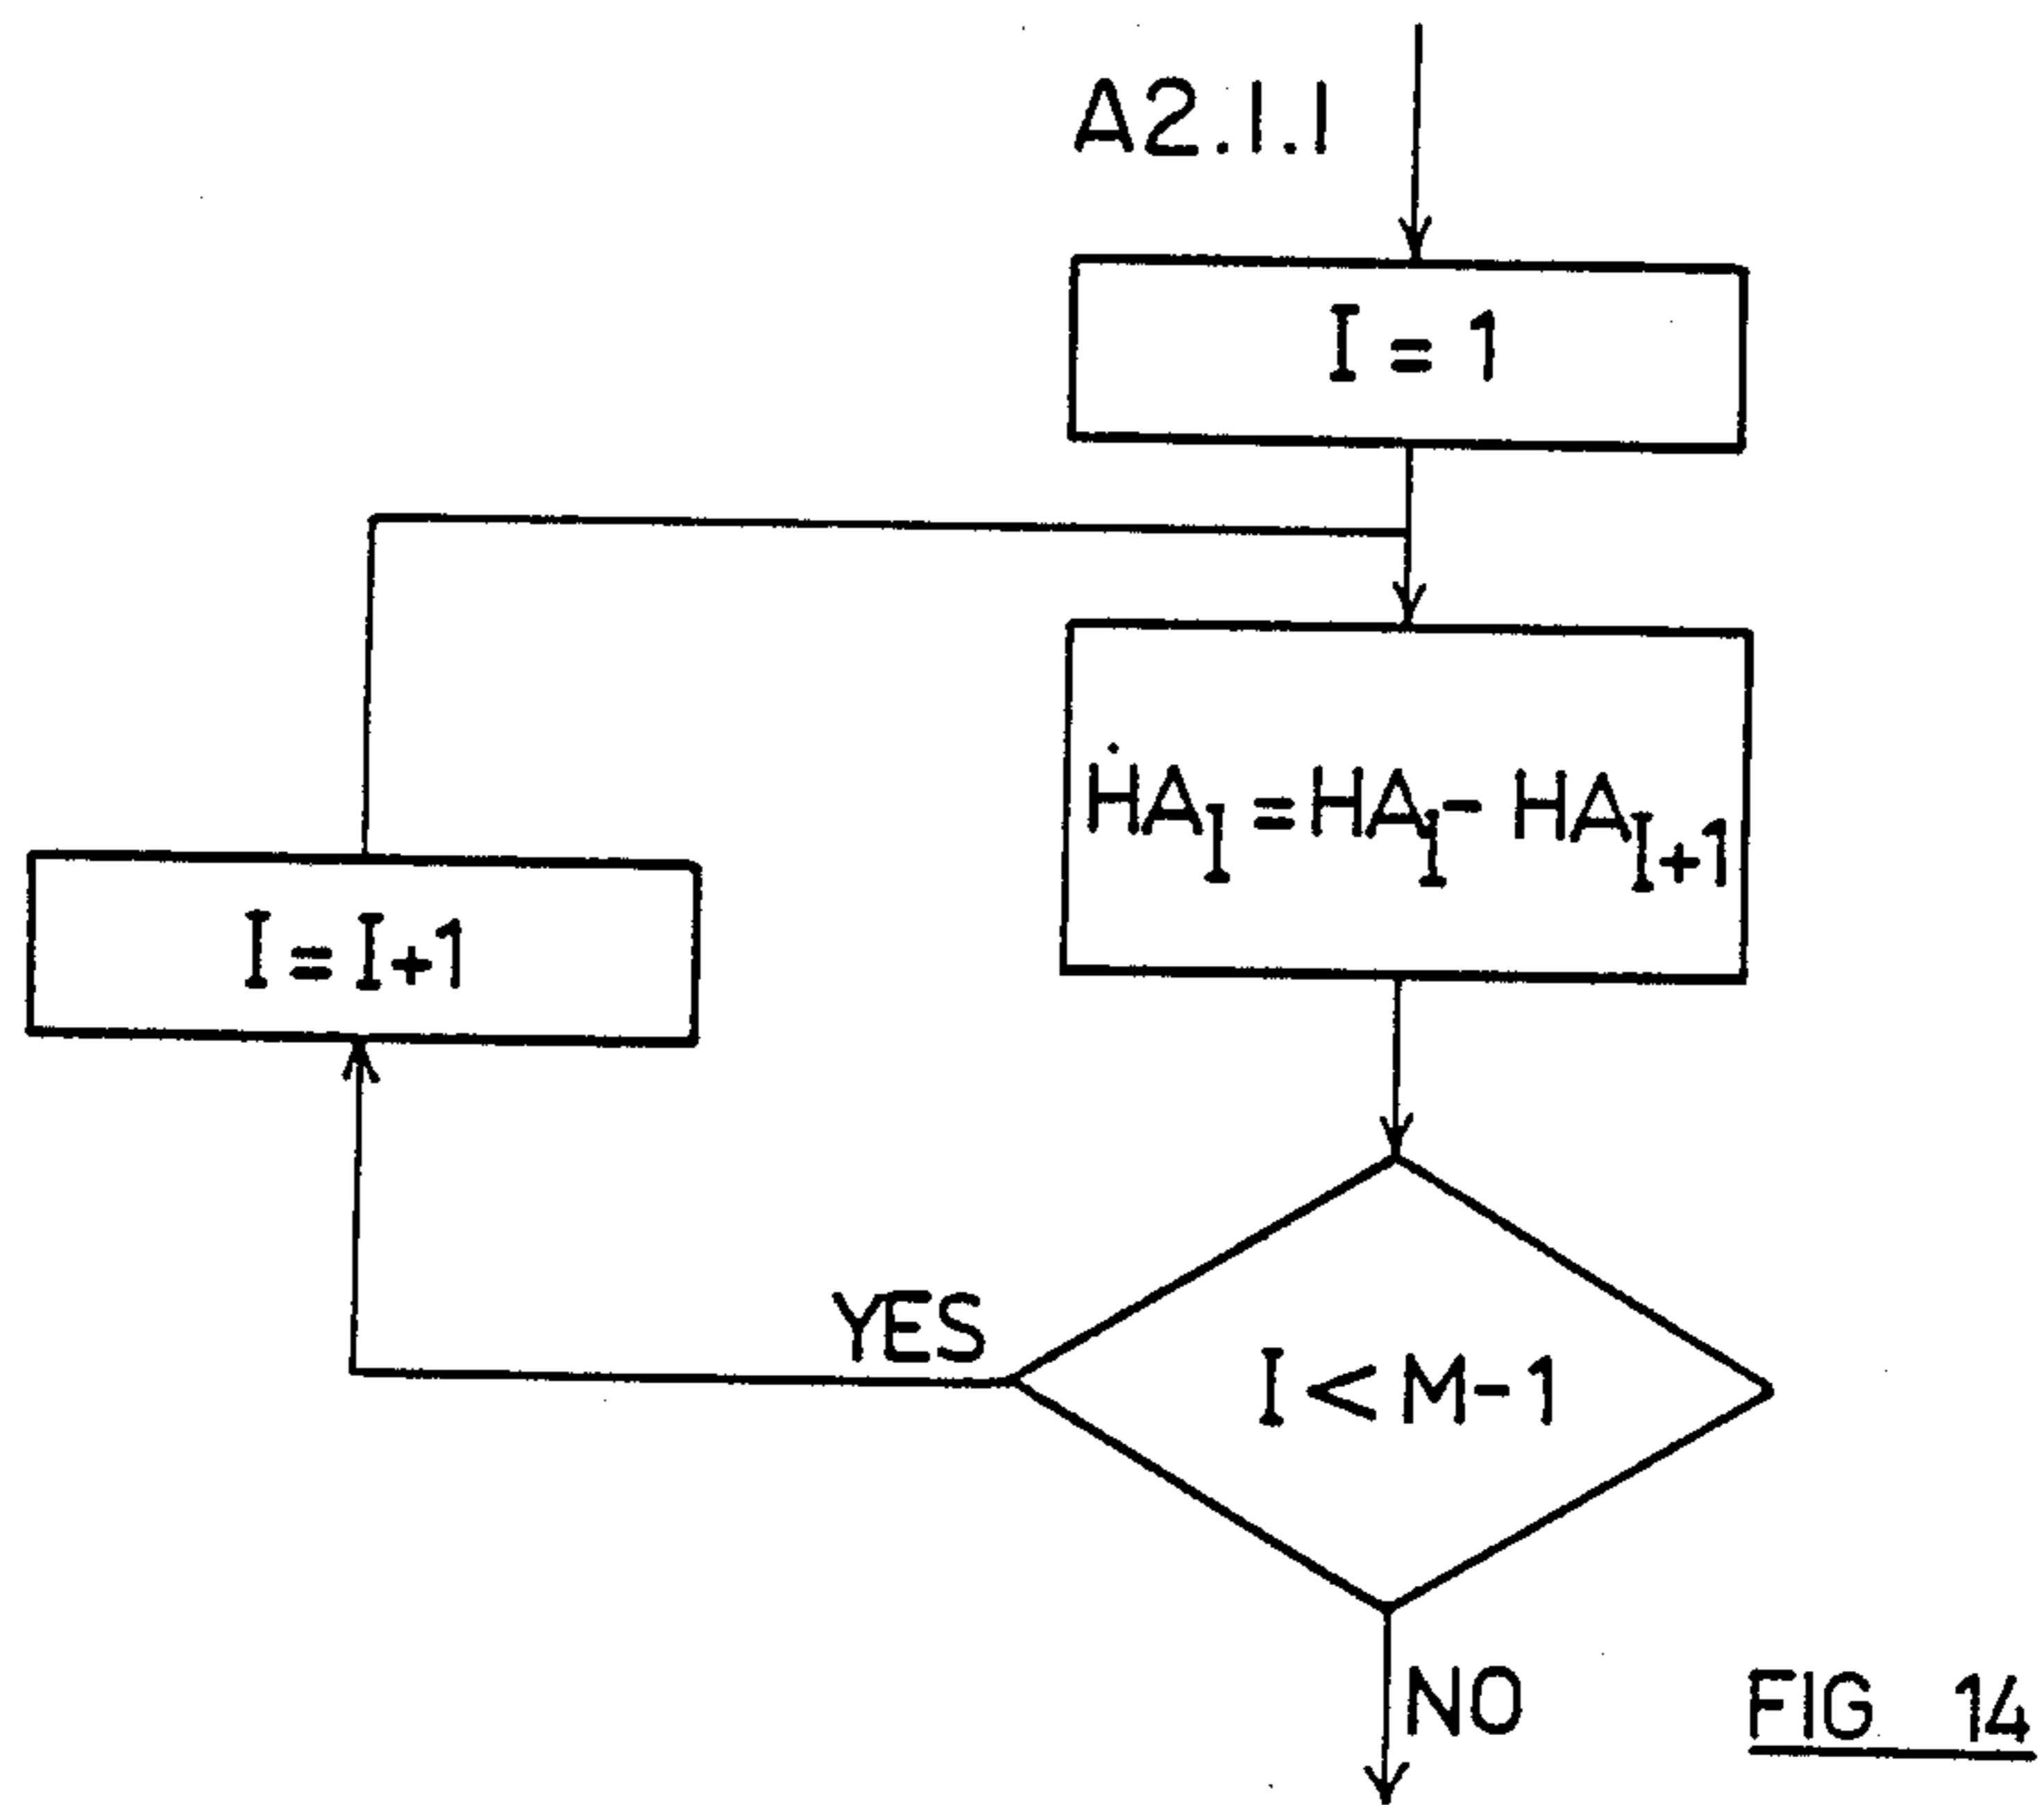 A2.1.1
I = 1
ḢA_I = HA_I - HA_I+1
I = I+1
YES
I < M-1
NO
FIG 14